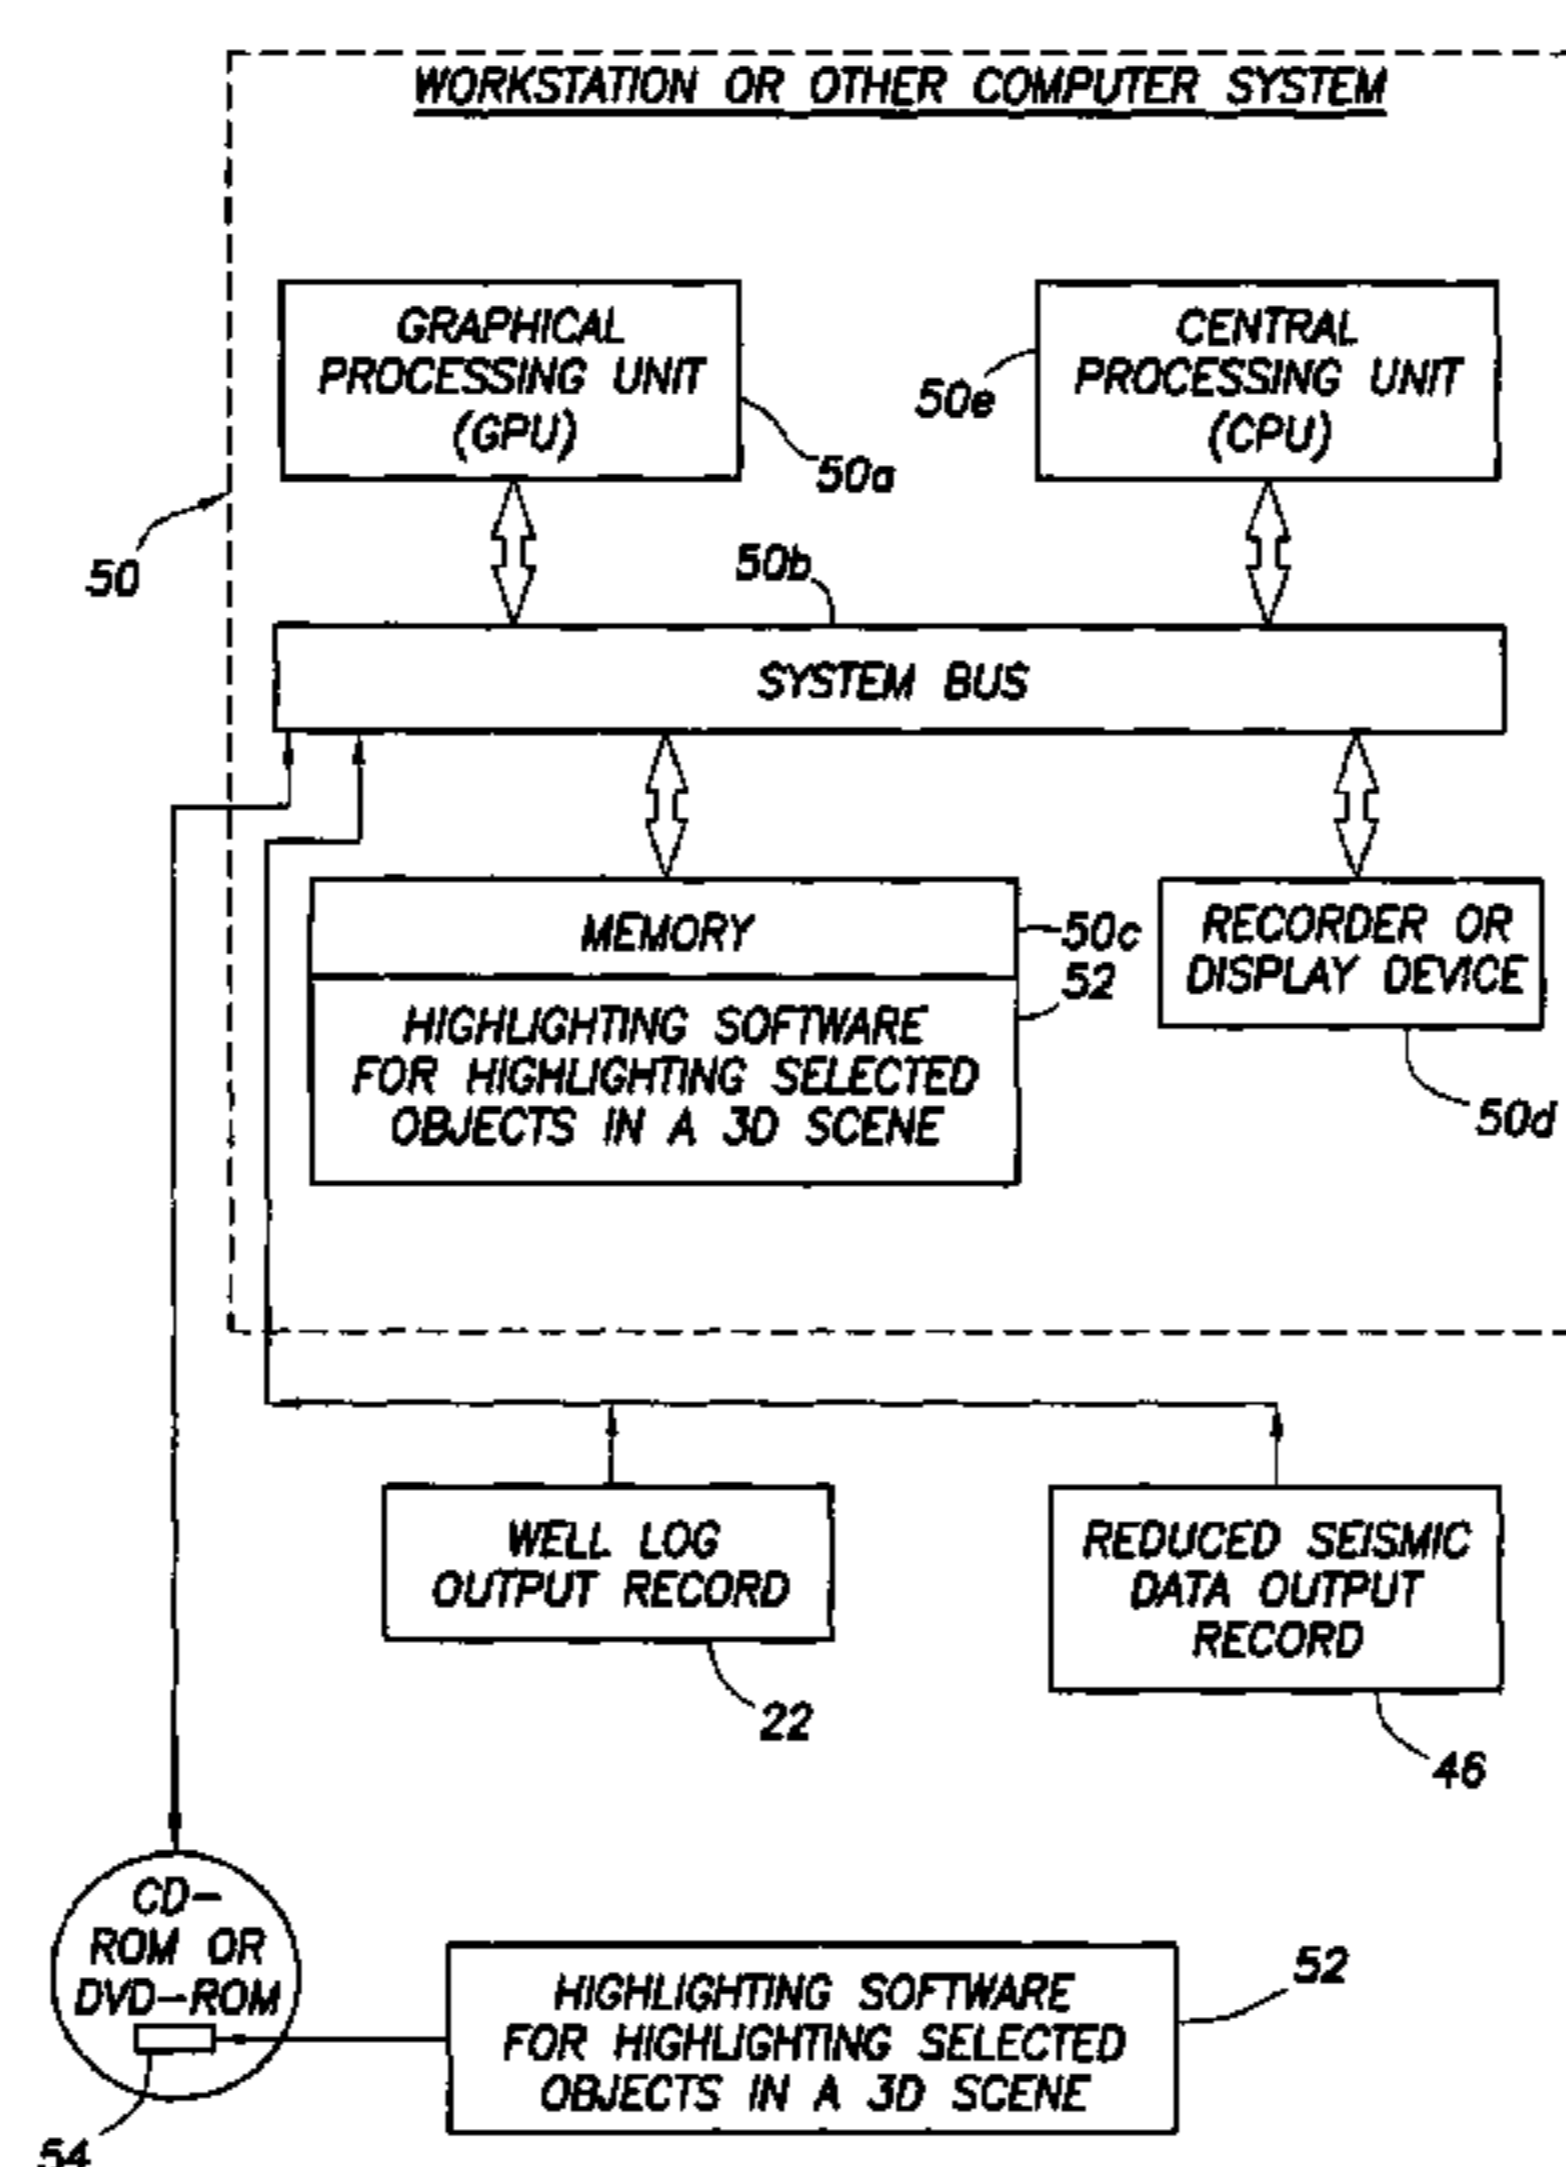 WORKSTATION OR OTHER COMPUTER SYSTEM
GRAPHICAL
PROCESSING UNIT
(GPU)
50a
CENTRAL
PROCESSING UNIT
(CPU)
50e
50
50b
SYSTEM BUS
MEMORY
50c
52
HIGHLIGHTING SOFTWARE
FOR HIGHLIGHTING SELECTED
OBJECTS IN A 3D SCENE
RECORDER OR
DISPLAY DEVICE
50d
WELL LOG
OUTPUT RECORD
22
REDUCED SEISMIC
DATA OUTPUT
RECORD
46
CD-
ROM OR
DVD-ROM
54
HIGHLIGHTING SOFTWARE
FOR HIGHLIGHTING SELECTED
OBJECTS IN A 3D SCENE
52